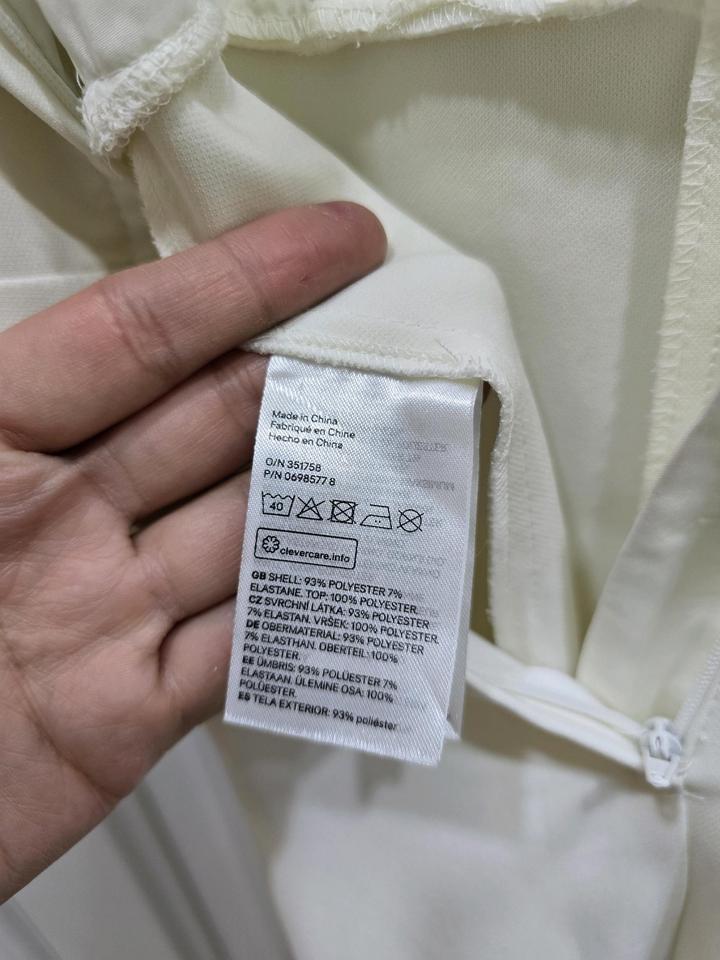 Made in China
Fabriqué en Chine
Hecho en China
O/N 351758
P/N 0698577 8
40
clevercare.info
GB SHELL: 93% POLYESTER 7%
ELASTANE. TOP: 100% POLYESTER.
CZ SVRCHNÍ LÁTKA: 93% POLYESTER
7% ELASTAN. VRŠEK: 100% POLYESTER.
DE OBERMATERIAL: 93% POLYESTER
7% ELASTHAN. OBERTEIL: 100%
POLYESTER.
EE ÜMBRIS: 93% POLÜESTER 7%
ELASTAAN. ÜLEMINE OSA: 100%
POLÜESTER.
ES TELA EXTERIOR: 93% poliéster